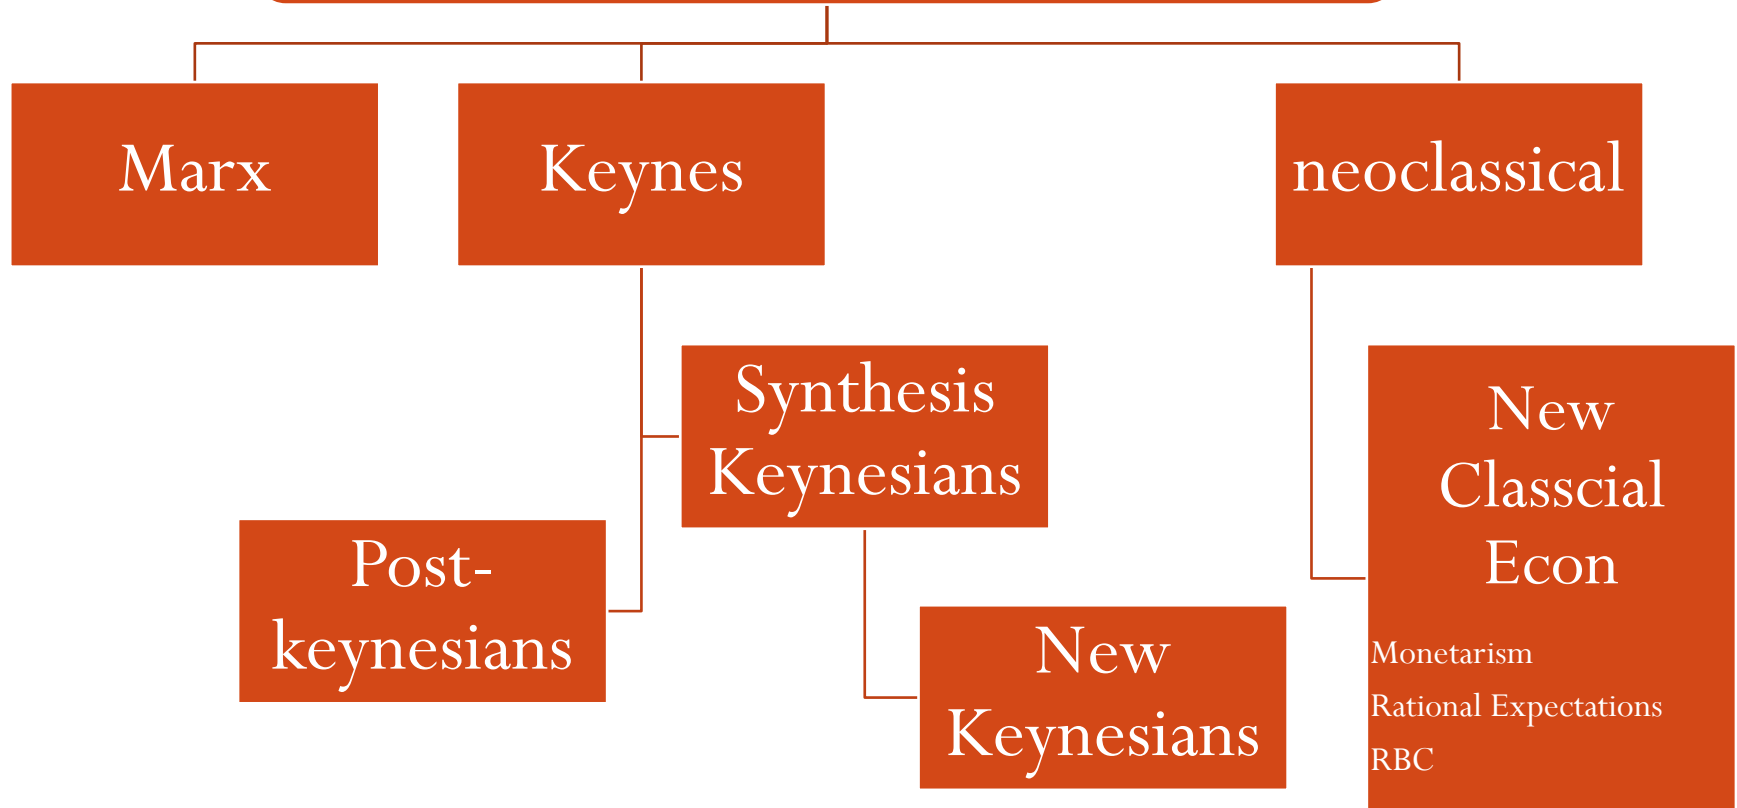 Marx
Keynes
neoclassical
Synthesis
Keynesians
Post-
keynesians
New
Keynesians
New
Classcial
Econ
Monetarism
Rational Expectations
RBC